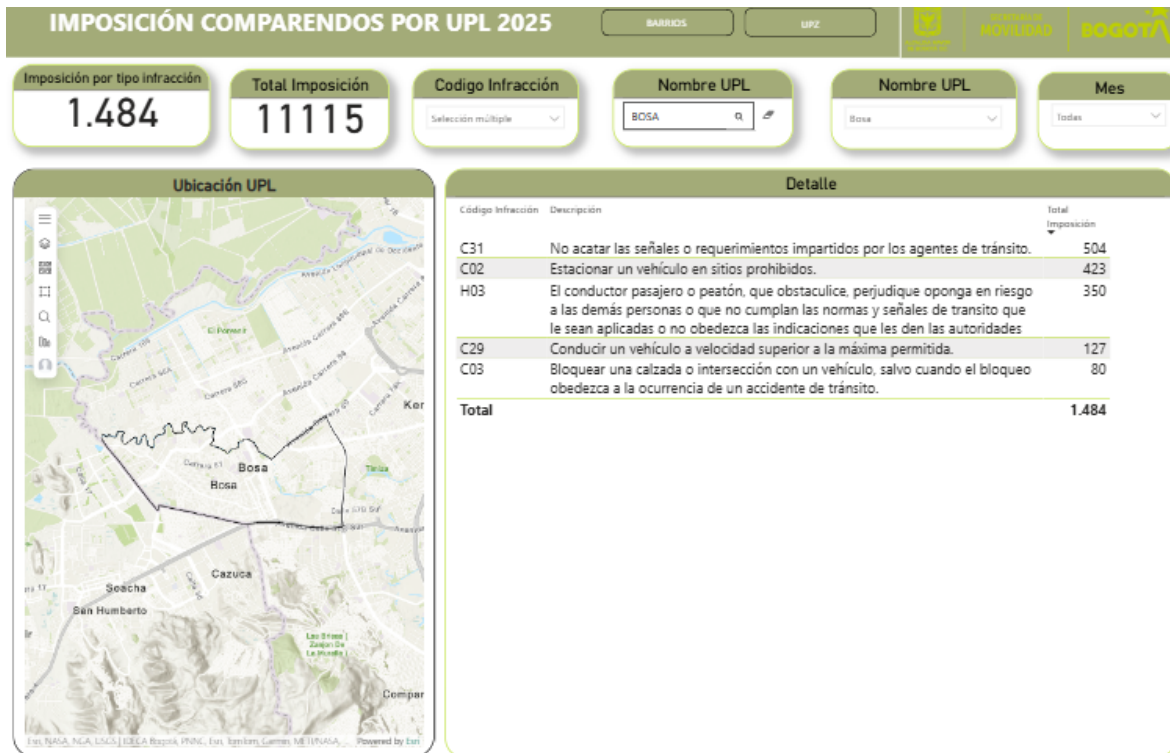 IMPOSICIÓN COMPARENDOS POR UPL 2025
BARRIOS
UPZ
MOVILIDAD
BOGOTÁ
Imposición por tipo infracción
1.484
Total Imposición
11115
Codigo Infracción
Selección múltiple
Nombre UPL
BOSA
Nombre UPL
Bosa
Mes
Todas
Ubicación UPL
El Porvenir
Ker
Carrera 81
Bosa
Bosa
Tintiza
Soacha
San Humberto
Cazuca
Compar
Powered by Esri
Detalle
Código Infracción Descripción Total
Imposición
C31 No acatar las señales o requerimientos impartidos por los agentes de tránsito. 504
C02 Estacionar un vehículo en sitios prohibidos. 423
H03 El conductor pasajero o peatón, que obstaculice, perjudique oponga en riesgo 350
a las demás personas o que no cumplan las normas y señales de transito que
le sean aplicadas o no obedezca las indicaciones que les den las autoridades
C29 Conducir un vehículo a velocidad superior a la máxima permitida. 127
C03 Bloquear una calzada o intersección con un vehículo, salvo cuando el bloqueo 80
obedezca a la ocurrencia de un accidente de tránsito.
Total 1.484